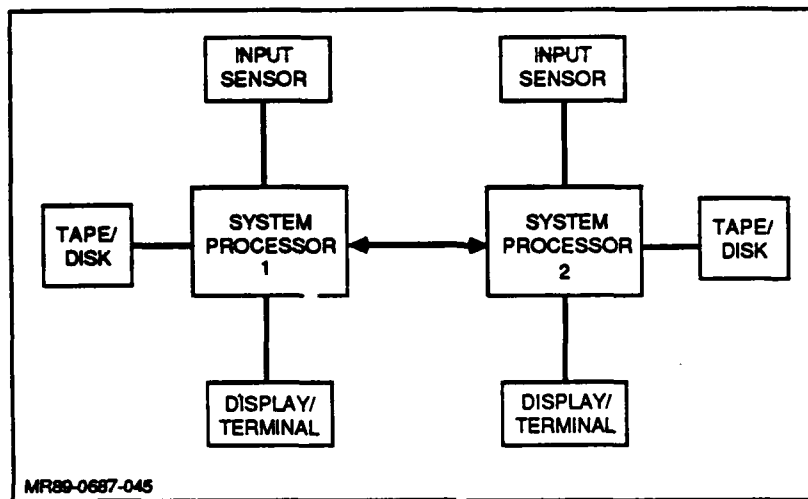 INPUT
SENSOR
INPUT
SENSOR
TAPE/
DISK
SYSTEM
PROCESSOR
1
SYSTEM
PROCESSOR
2
TAPE/
DISK
DISPLAY/
TERMINAL
DISPLAY/
TERMINAL
MR89-0687-045